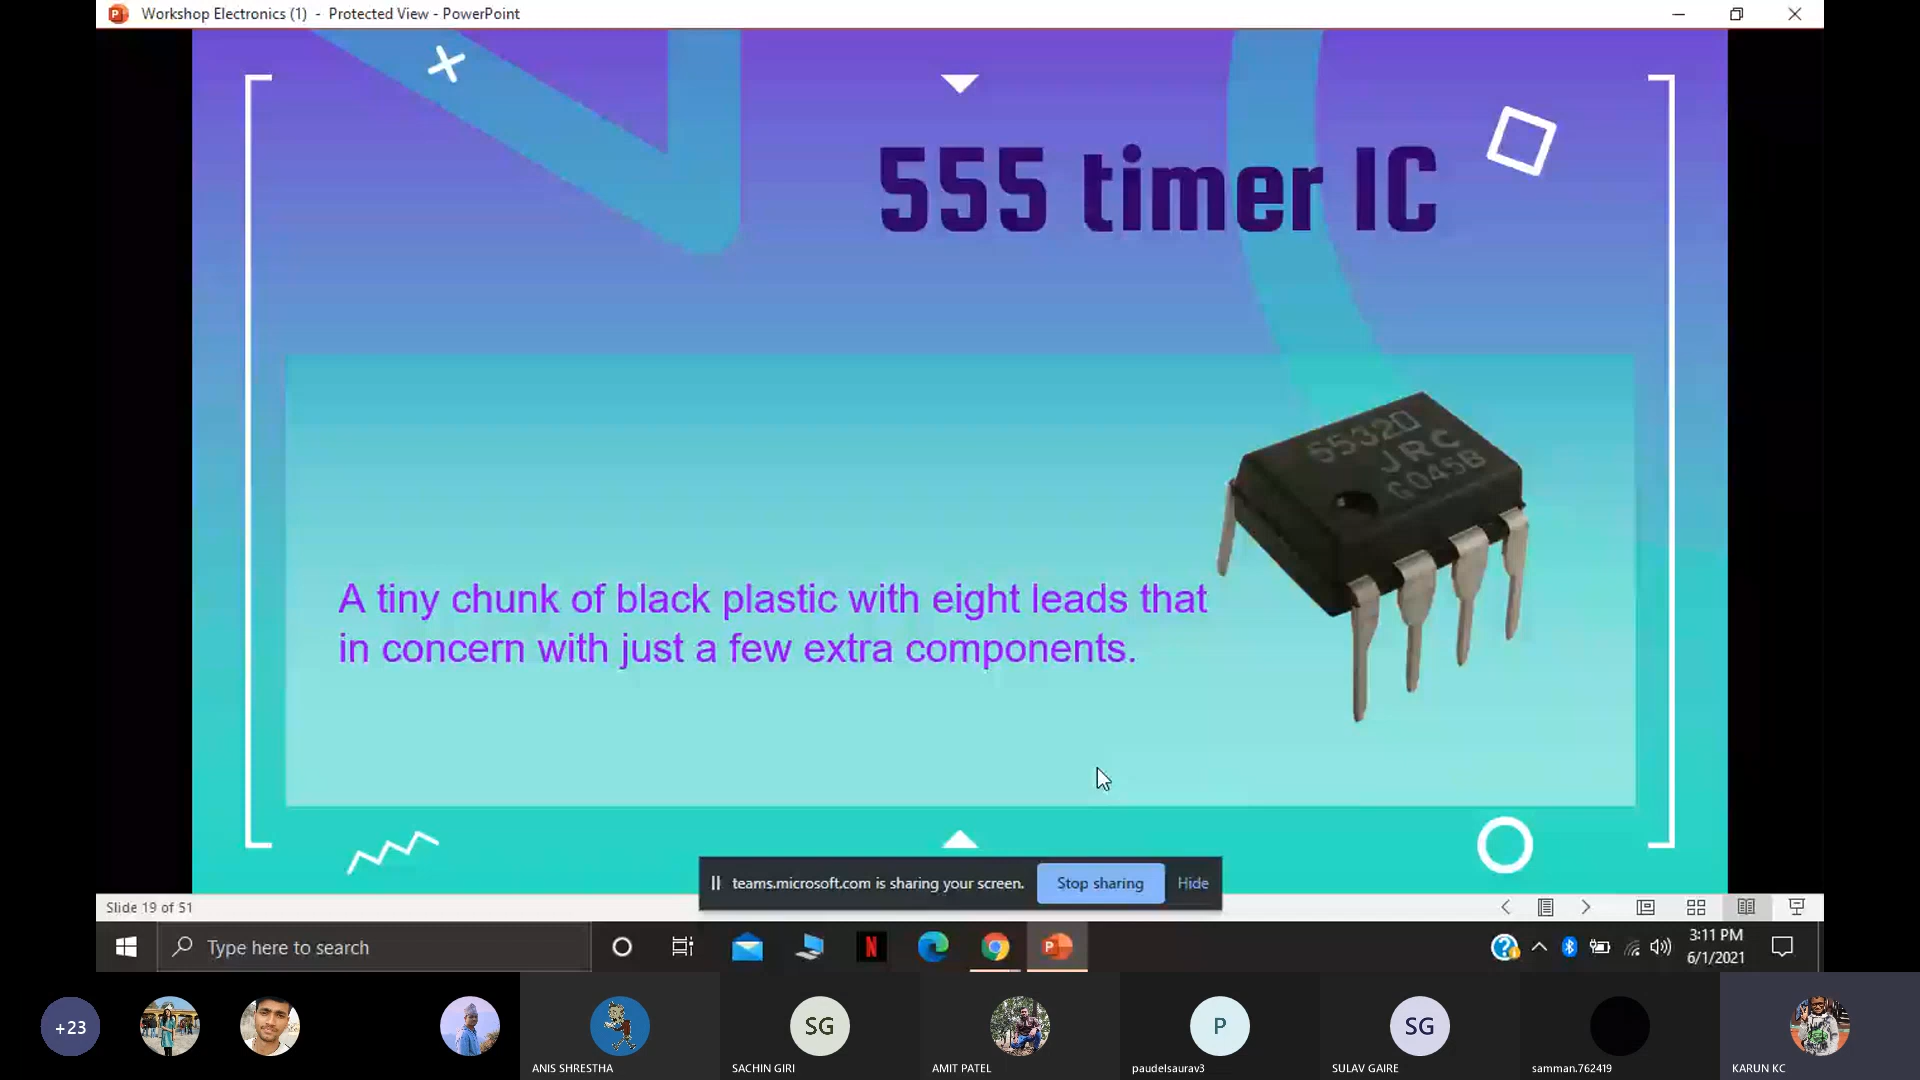 Workshop Electronics (1) - Protected View - PowerPoint
555 timer IC
5532D
JRC
G045B
A tiny chunk of black plastic with eight leads that
in concern with just a few extra components.
teams.microsoft.com is sharing your screen. Stop sharing Hide
Slide 19 of 51
Type here to search
3:11 PM
6/1/2021
+23
SG
P
SG
ANIS SHRESTHA
SACHIN GIRI
AMIT PATEL
paudelsaurav3
SULAV GAIRE
samman.762419
KARUN KC